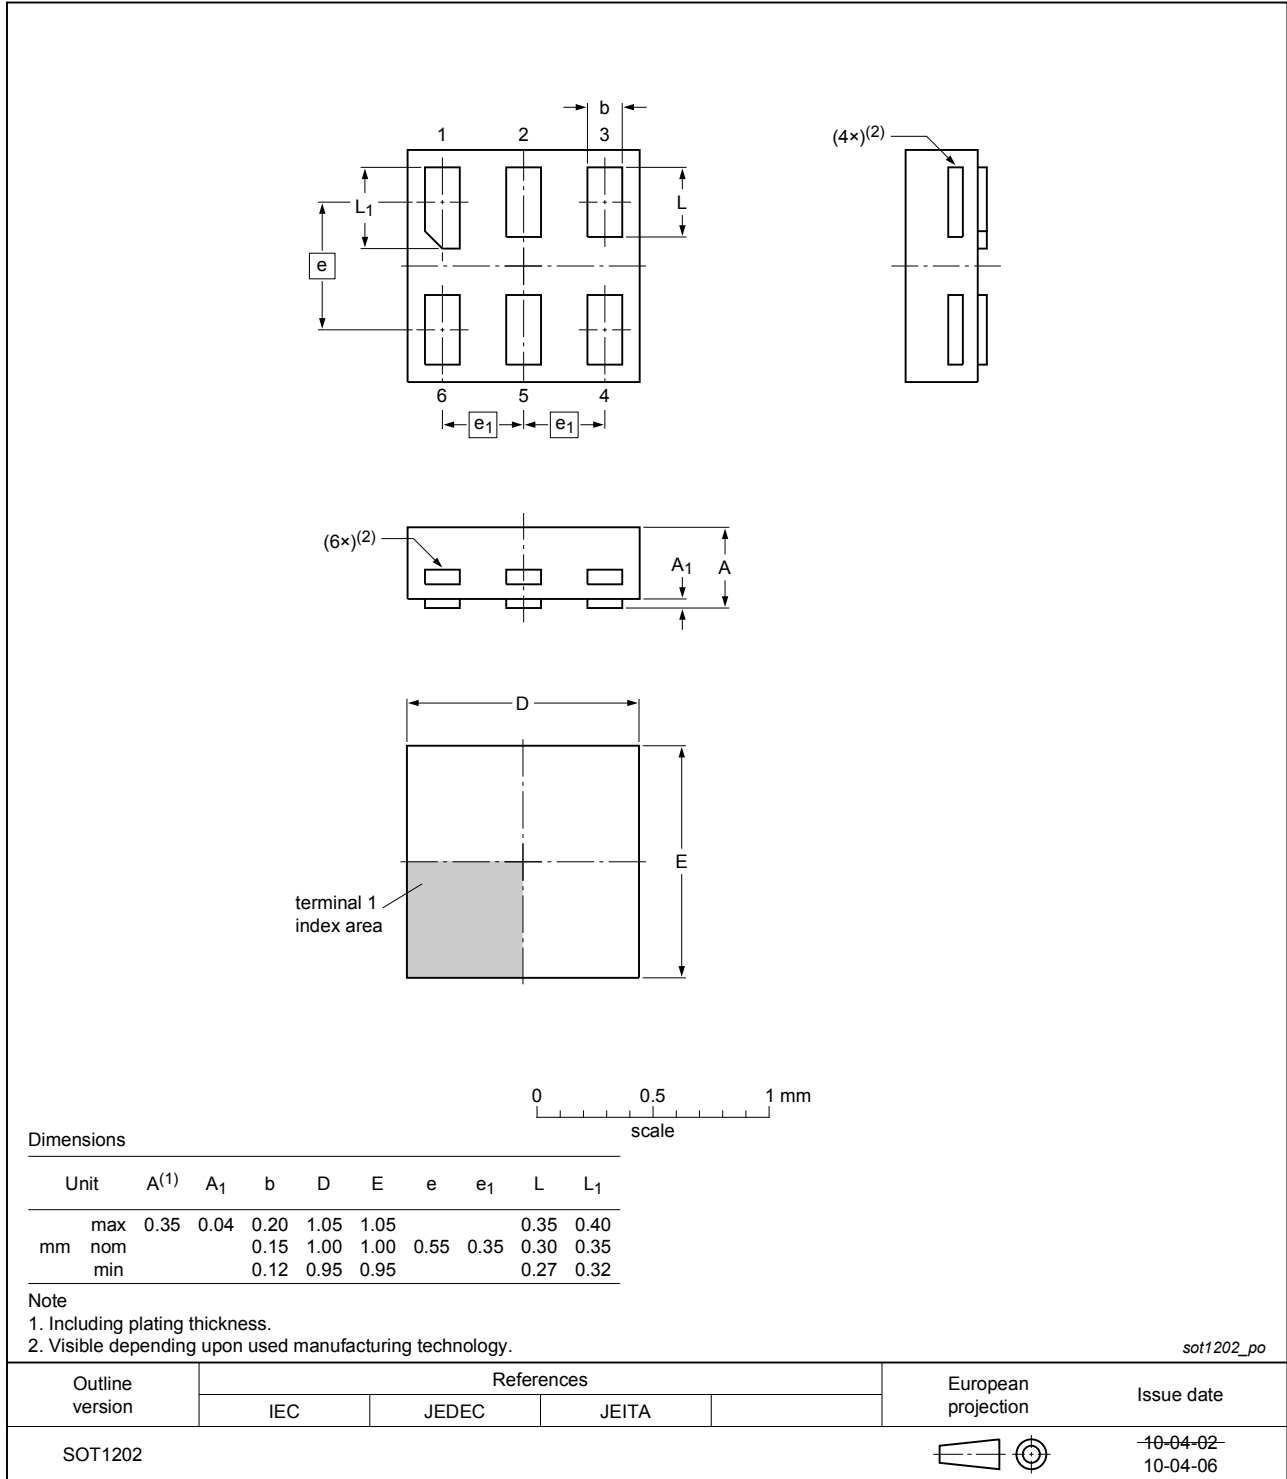 b
1 2 3
(4×)(2)
L1
L
e
6 5 4
e1 e1
(6×)(2)
A1 A
D
E
terminal 1
index area
0 0.5 1 mm
scale
Dimensions
Unit A(1) A1 b D E e e1 L L1
max 0.35 0.04 0.20 1.05 1.05 0.35 0.40
mm nom 0.15 1.00 1.00 0.55 0.35 0.30 0.35
min 0.12 0.95 0.95 0.27 0.32
Note
1. Including plating thickness.
2. Visible depending upon used manufacturing technology.
sot1202_po
Outline
version
References
IEC JEDEC JEITA
European
projection
Issue date
SOT1202
10-04-02
10-04-06